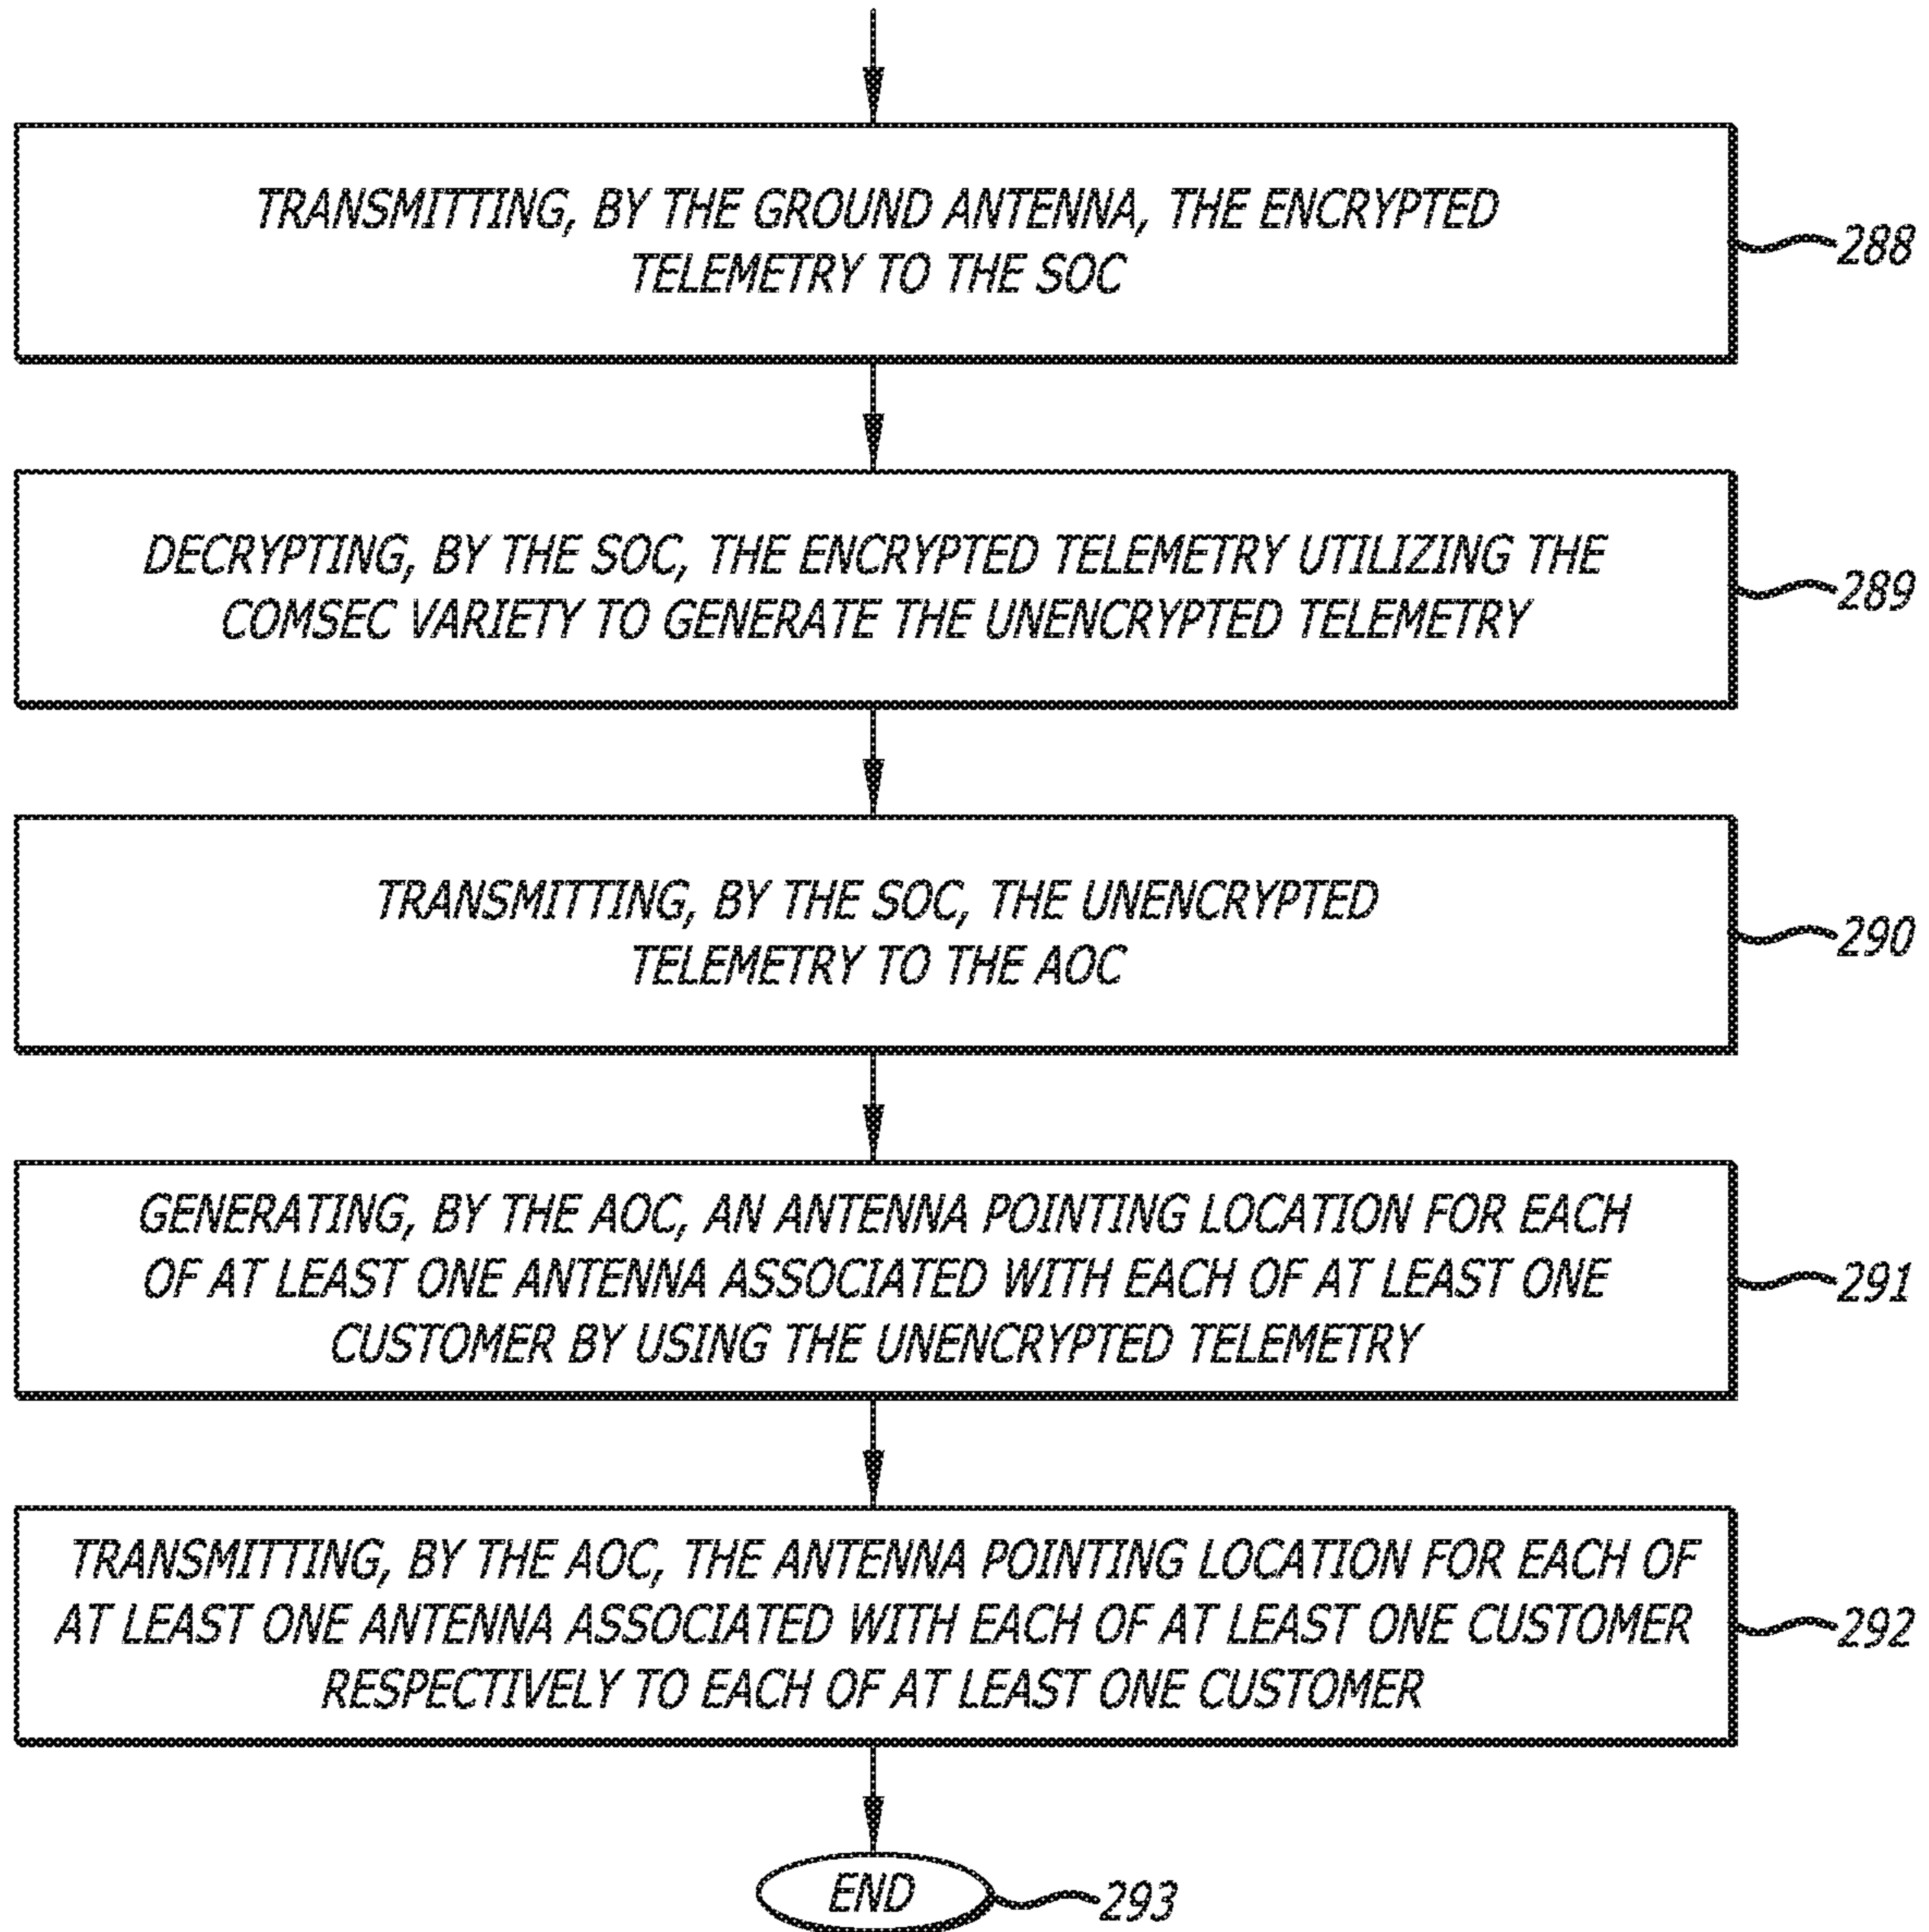 TRANSMITTING, BY THE GROUND ANTENNA, THE ENCRYPTED
TELEMETRY TO THE SOC
288
DECRYPTING, BY THE SOC, THE ENCRYPTED TELEMETRY UTILIZING THE
COMSEC VARIETY TO GENERATE THE UNENCRYPTED TELEMETRY
289
TRANSMITTING, BY THE SOC, THE UNENCRYPTED
TELEMETRY TO THE AOC
290
GENERATING, BY THE AOC, AN ANTENNA POINTING LOCATION FOR EACH
OF AT LEAST ONE ANTENNA ASSOCIATED WITH EACH OF AT LEAST ONE
CUSTOMER BY USING THE UNENCRYPTED TELEMETRY
291
TRANSMITTING, BY THE AOC, THE ANTENNA POINTING LOCATION FOR EACH OF
AT LEAST ONE ANTENNA ASSOCIATED WITH EACH OF AT LEAST ONE CUSTOMER
RESPECTIVELY TO EACH OF AT LEAST ONE CUSTOMER
292
END
293